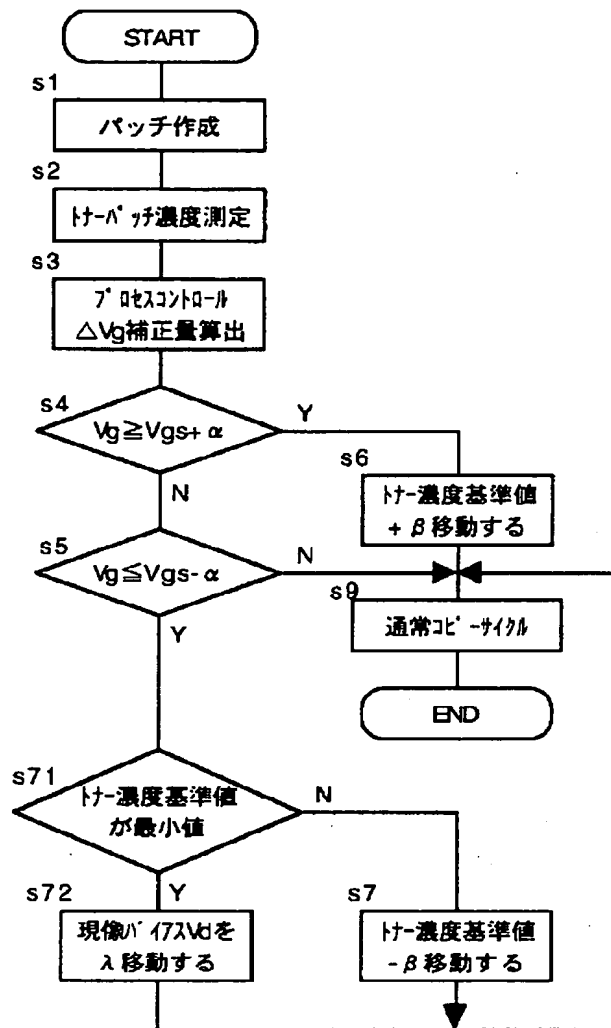 START
s1
パッチ作成
s2
ﾄﾅｰﾊﾟｯﾁ濃度測定
s3
ﾌﾟﾛｾｽｺﾝﾄﾛｰﾙ
△Vg補正量算出
s4
Vg≧Vgs+α
Y
N
s6
ﾄﾅｰ濃度基準値
+β移動する
s5
Vg≦Vgs-α
N
Y
s9
通常ｺﾋﾟｰｻｲｸﾙ
END
s71
ﾄﾅｰ濃度基準値
が最小値
N
Y
s72
現像ﾊﾞｲｱｽVdを
λ移動する
s7
ﾄﾅｰ濃度基準値
-β移動する